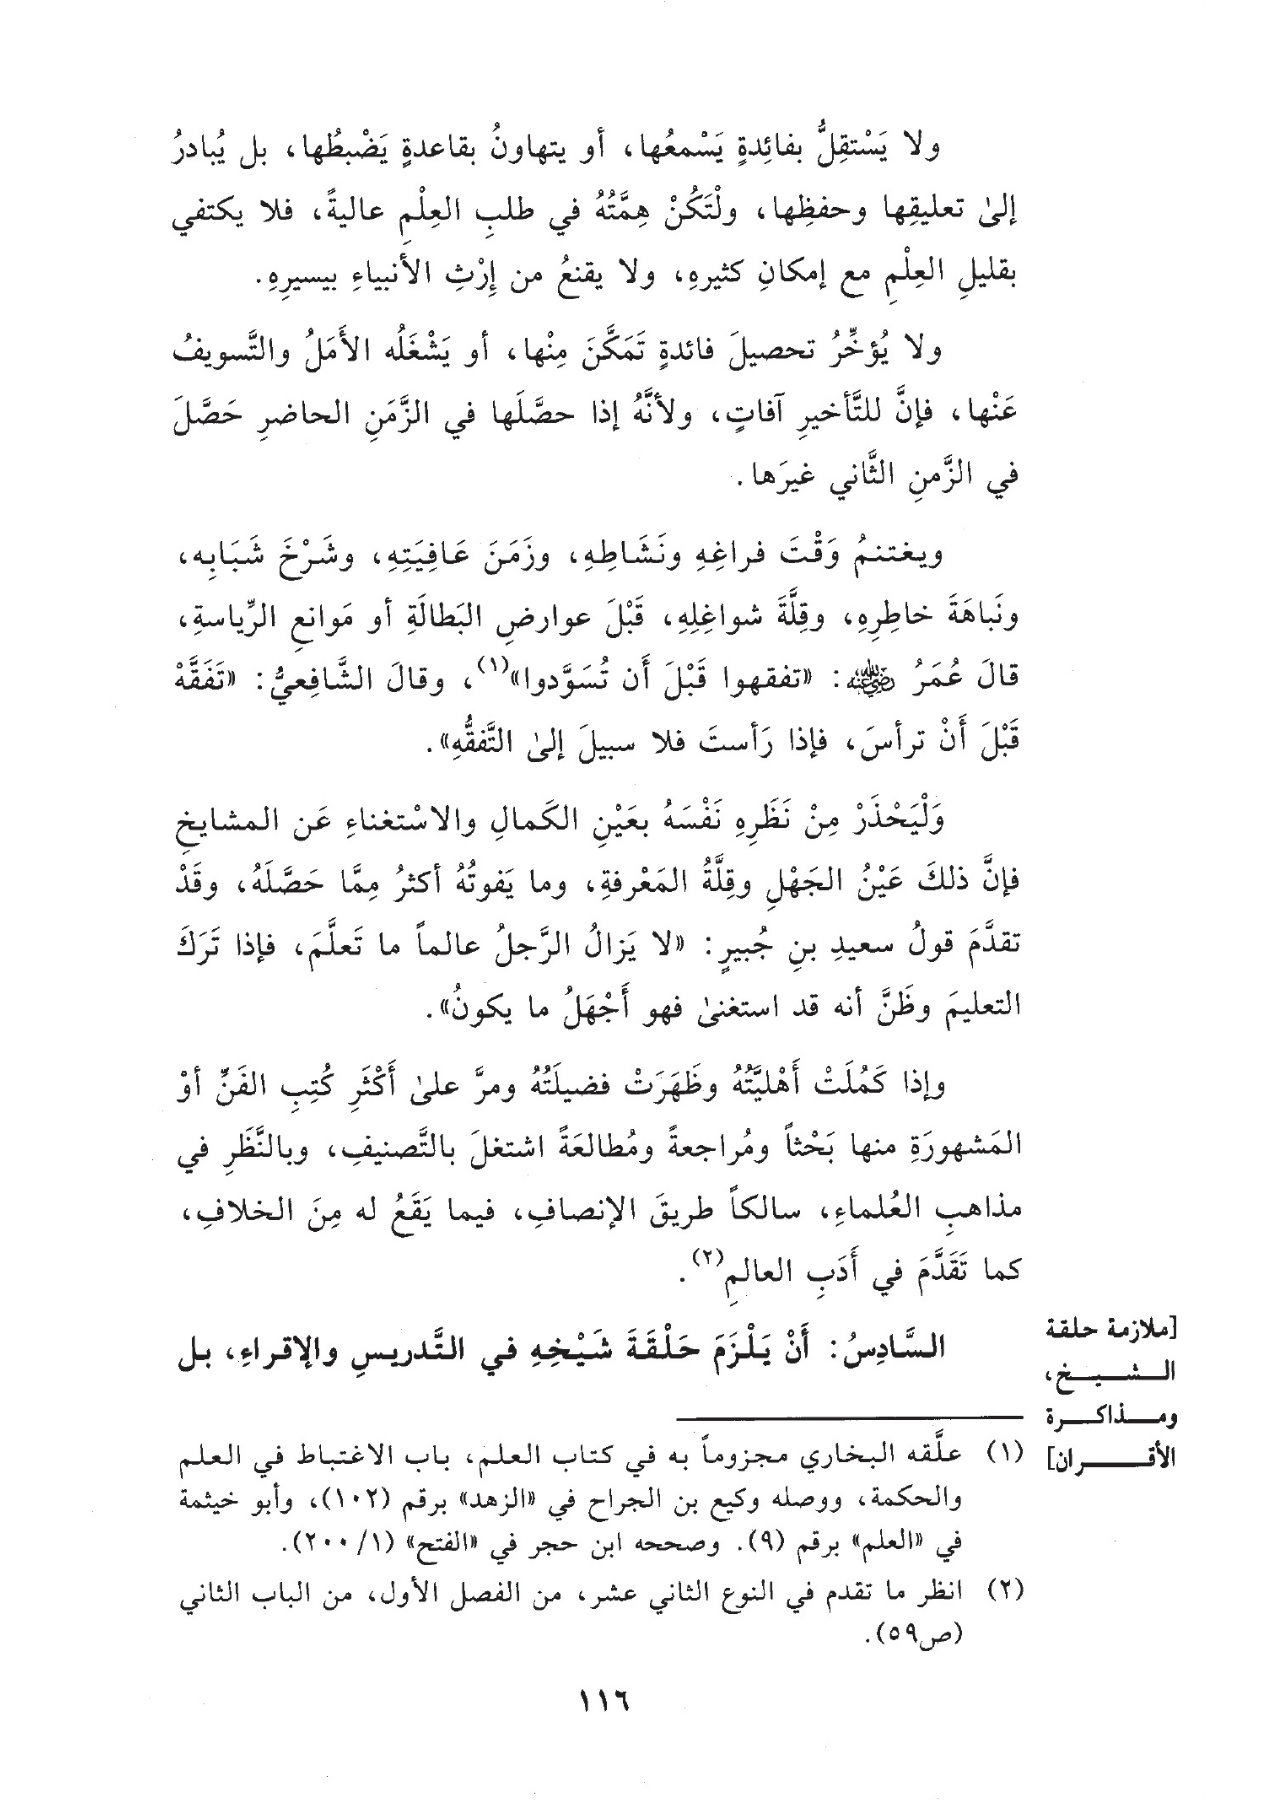 ولا يَسْتقِلُّ بفائِدةٍ يَسْمعُها، أو يتهاونُ بقاعدةٍ يَضْبطُها، بل يُبادرُ
إلىٰ تعليقِها وحفظِها، ولْتَكُنْ هِمَّتُهُ في طلبِ العِلْمِ عاليةً، فلا يكتفي
بقليلِ العِلْمِ مع إمكانِ كثيرهِ، ولا يقنعُ من إِرْثِ الأنبياءِ بيسيرِهِ.
ولا يُؤخِّرُ تحصيلَ فائدةٍ تَمَكَّنَ مِنْها، أو يَشْغَلُه الأَمَلُ والتَّسويفُ
عَنْها، فإنَّ للتَّأخيرِ آفاتٍ، ولأنَّهُ إذا حصَّلَها في الزَّمَنِ الحاضرِ حَصَّلَ
في الزَّمنِ الثَّاني غيرَها.
ويغتنمُ وَقْتَ فراغِهِ ونَشَاطِهِ، وزَمَنَ عَافِيَتِهِ، وشَرْخَ شَبَابِه،
ونَباهَةَ خاطِرِهِ، وقِلَّةَ شواغِلِهِ، قَبْلَ عوارضِ البَطالَةِ أو مَوانعِ الرِّياسةِ،
قالَ عُمَرُ ﵁: «تفقهوا قَبْلَ أَن تُسَوَّدوا»(١)، وقالَ الشَّافِعيُّ: «تَفَقَّهْ
قَبْلَ أَنْ ترأسَ، فإذا رَأستَ فلا سبيلَ إلىٰ التَّفقُّهِ».
وَلْيَحْذَرْ مِنْ نَظَرِهِ نَفْسَهُ بعَيْنِ الكَمالِ والاسْتغناءِ عَن المشايخِ
فإنَّ ذلكَ عَيْنُ الجَهْلِ وقِلَّةُ المَعْرفةِ، وما يَفوتُهُ أكثرُ مِمَّا حَصَّلَهُ، وقَدْ
تقدَّمَ قولُ سعيدِ بنِ جُبيرٍ: «لا يَزالُ الرَّجلُ عالماً ما تَعلَّمَ، فإذا تَرَكَ
التعليمَ وظَنَّ أنه قد استغنىٰ فهو أَجْهَلُ ما يكونُ».
وإذا كَمُلَتْ أَهْليَّتُهُ وظَهَرَتْ فضيلَتُهُ ومرَّ علىٰ أَكْثَرِ كُتِبِ الفَنِّ أوْ
المَشهورَةِ منها بَحْثاً ومُراجعةً ومُطالعَةً اشتغلَ بالتَّصنيفِ، وبالنَّظَرِ في
مذاهبِ العُلماءِ، سالكاً طريقَ الإنصافِ، فيما يَقَعُ له مِنَ الخلافِ،
كما تَقَدَّمَ في أَدَبِ العالمِ(٢).
[ملازمة حلقة
الشيخ،
ومذاكرة
الأقران]
السَّادِسُ: أَنْ يَلْزَمَ حَلْقَةَ شَيْخِهِ في التَّدريسِ والإقراءِ، بل
(١) علَّقه البخاري مجزوماً به في كتاب العلم، باب الاغتباط في العلم
والحكمة، ووصله وكيع بن الجراح في «الزهد» برقم (١٠٢)، وأبو خيثمة
في «العلم» برقم (٩). وصححه ابن حجر في «الفتح» (٢٠٠/١).
(٢) انظر ما تقدم في النوع الثاني عشر، من الفصل الأول، من الباب الثاني
(ص٥٩).
١١٦